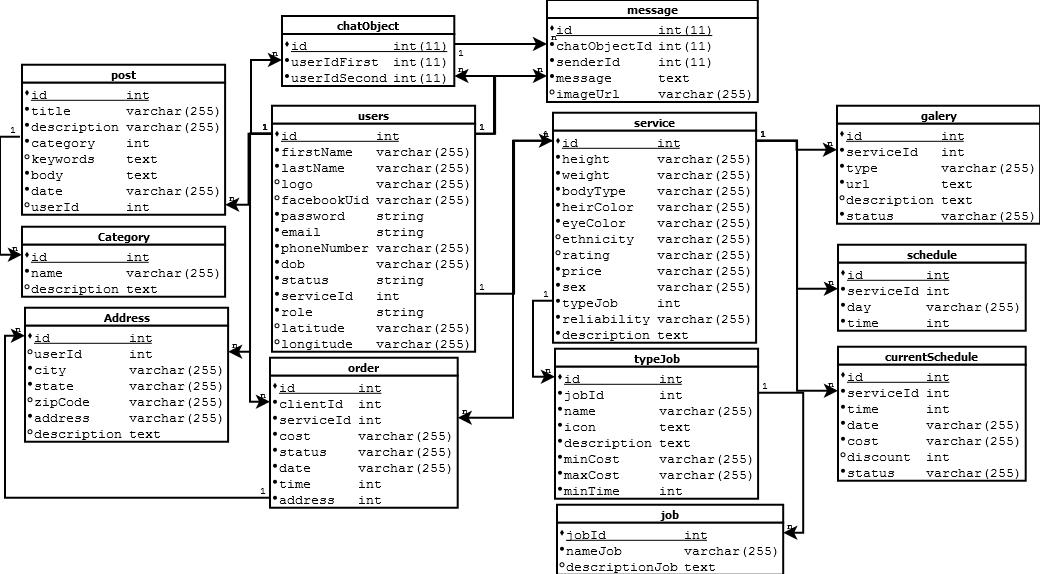 chatObject
id int(11)
userIdFirst int(11)
userIdSecond int(11)
message
id int(11)
chatObjectId int(11)
senderId int(11)
message text
imageUrl varchar(255)
post
id int
title varchar(255)
description varchar(255)
category int
keywords text
body text
date varchar(255)
userId int
users
id int
firstName varchar(255)
lastName varchar(255)
logo varchar(255)
facebookUid varchar(255)
password string
email string
phoneNumber varchar(255)
dob varchar(255)
status string
serviceId int
role string
latitude varchar(255)
longitude varchar(255)
service
id int
height varchar(255)
weight varchar(255)
bodyType varchar(255)
heirColor varchar(255)
eyeColor varchar(255)
ethnicity varchar(255)
rating varchar(255)
price varchar(255)
sex varchar(255)
typeJob int
reliability varchar(255)
description text
galery
id int
serviceId int
type varchar(255)
url text
description text
status varchar(255)
Category
id int
name varchar(255)
description text
schedule
id int
serviceId int
day varchar(255)
time int
Address
id int
userId int
city varchar(255)
state varchar(255)
zipCode varchar(255)
address varchar(255)
description text
order
id int
clientId int
serviceId int
cost varchar(255)
status varchar(255)
date varchar(255)
time int
address int
typeJob
id int
jobId int
name varchar(255)
icon text
description text
minCost varchar(255)
maxCost varchar(255)
minTime int
currentSchedule
id int
serviceId int
time int
date varchar(255)
cost varchar(255)
discount int
status varchar(255)
job
jobId int
nameJob varchar(255)
descriptionJob text